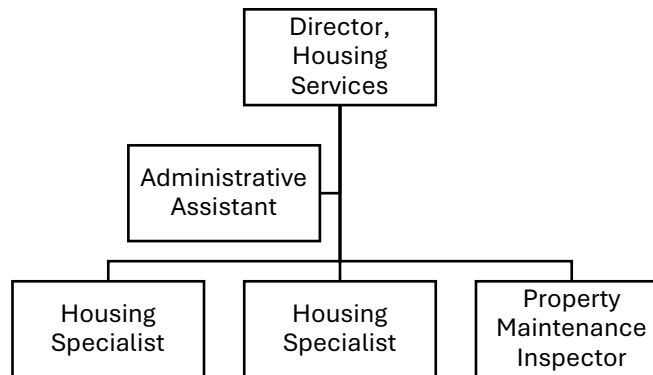 Director,
Housing
Services
Administrative
Assistant
Housing
Specialist
Housing
Specialist
Property
Maintenance
Inspector